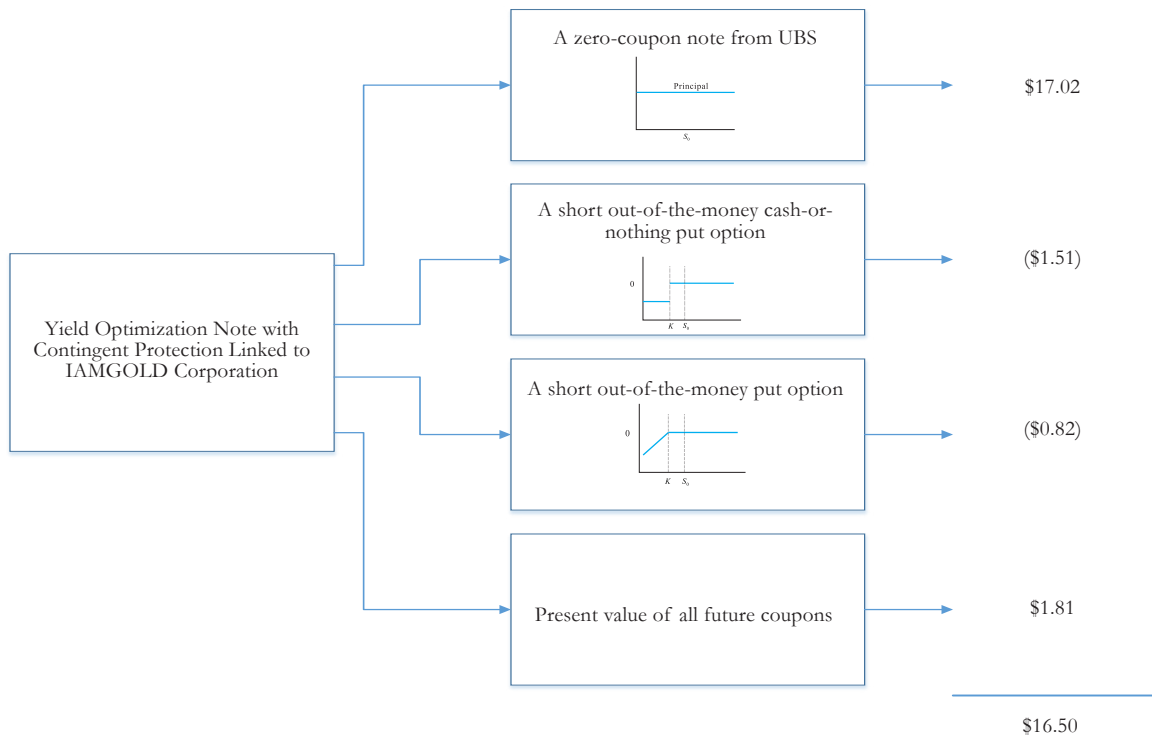 A zero-coupon note from UBS
Principal
S₀
$17.02
A short out-of-the-money cash-or-
nothing put option
0
K S₀
($1.51)
Yield Optimization Note with
Contingent Protection Linked to
IAMGOLD Corporation
A short out-of-the-money put option
0
K S₀
($0.82)
Present value of all future coupons
$1.81
$16.50